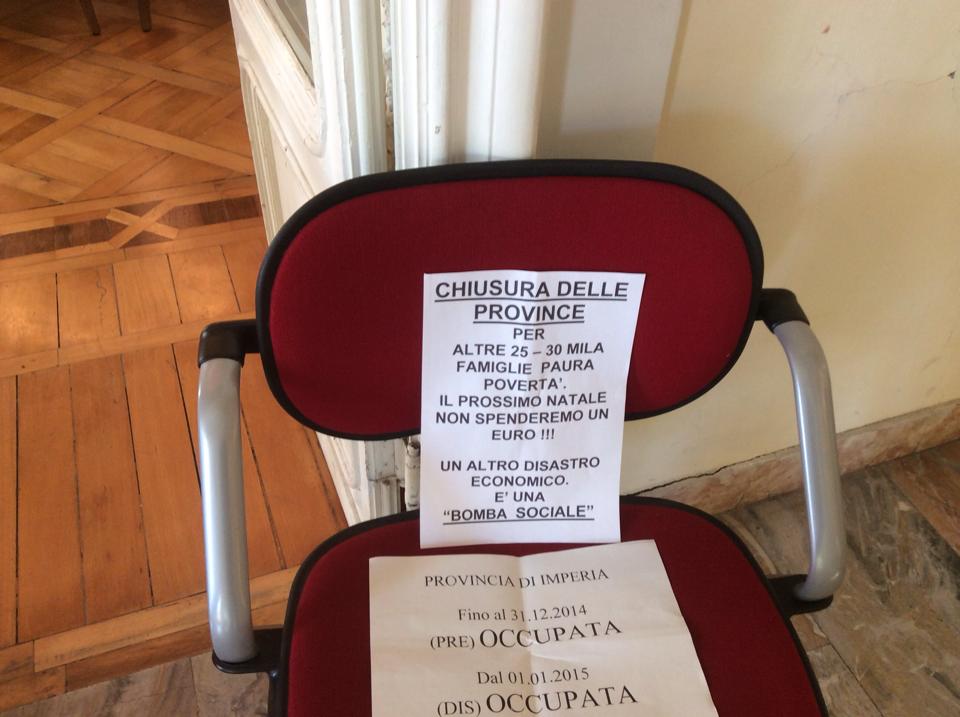 CHIUSURA DELLE
PROVINCE
PER
ALTRE 25 – 30 MILA
FAMIGLIE PAURA
POVERTA'.
IL PROSSIMO NATALE
NON SPENDEREMO UN
EURO !!!
UN ALTRO DISASTRO
ECONOMICO.
E' UNA
“BOMBA SOCIALE”
PROVINCIA DI IMPERIA
Fino al 31.12.2014
(PRE) OCCUPATA
Dal 01.01.2015
(DIS) OCCUPATA